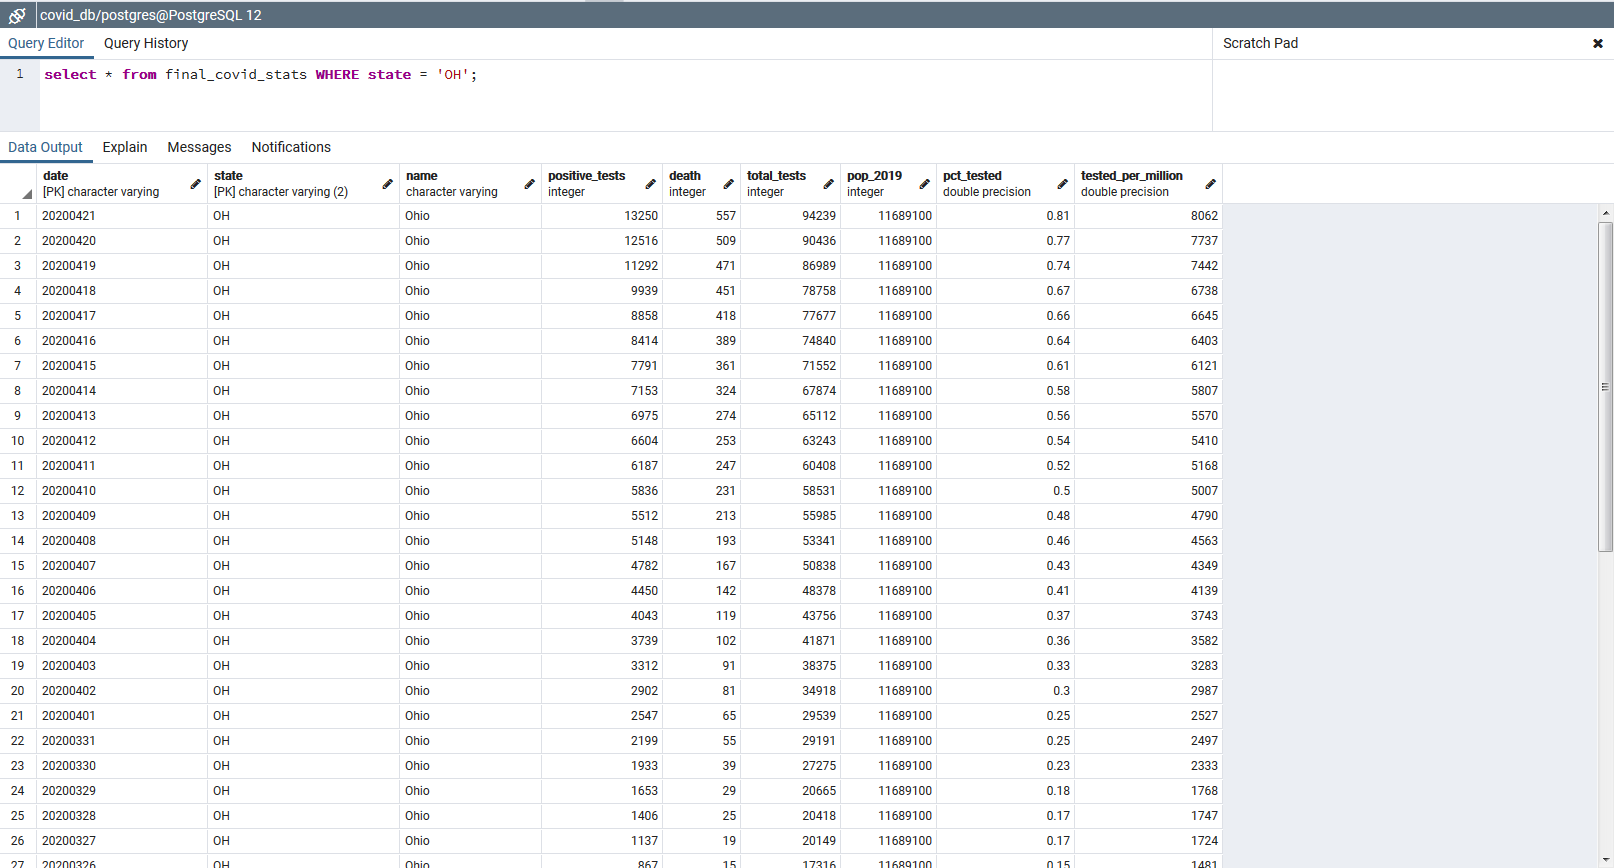 covid_db/postgres@PostgreSQL 12
Query Editor Query History Scratch Pad
1 select * from final_covid_stats WHERE state = 'OH';
Data Output Explain Messages Notifications
date state name positive_tests death total_tests pop_2019 pct_tested tested_per_million
[PK] character varying [PK] character varying (2) character varying integer integer integer integer double precision double precision
1 20200421 OH Ohio 13250 557 94239 11689100 0.81 8062
2 20200420 OH Ohio 12516 509 90436 11689100 0.77 7737
3 20200419 OH Ohio 11292 471 86989 11689100 0.74 7442
4 20200418 OH Ohio 9939 451 78758 11689100 0.67 6738
5 20200417 OH Ohio 8858 418 77677 11689100 0.66 6645
6 20200416 OH Ohio 8414 389 74840 11689100 0.64 6403
7 20200415 OH Ohio 7791 361 71552 11689100 0.61 6121
8 20200414 OH Ohio 7153 324 67874 11689100 0.58 5807
9 20200413 OH Ohio 6975 274 65112 11689100 0.56 5570
10 20200412 OH Ohio 6604 253 63243 11689100 0.54 5410
11 20200411 OH Ohio 6187 247 60408 11689100 0.52 5168
12 20200410 OH Ohio 5836 231 58531 11689100 0.5 5007
13 20200409 OH Ohio 5512 213 55985 11689100 0.48 4790
14 20200408 OH Ohio 5148 193 53341 11689100 0.46 4563
15 20200407 OH Ohio 4782 167 50838 11689100 0.43 4349
16 20200406 OH Ohio 4450 142 48378 11689100 0.41 4139
17 20200405 OH Ohio 4043 119 43756 11689100 0.37 3743
18 20200404 OH Ohio 3739 102 41871 11689100 0.36 3582
19 20200403 OH Ohio 3312 91 38375 11689100 0.33 3283
20 20200402 OH Ohio 2902 81 34918 11689100 0.3 2987
21 20200401 OH Ohio 2547 65 29539 11689100 0.25 2527
22 20200331 OH Ohio 2199 55 29191 11689100 0.25 2497
23 20200330 OH Ohio 1933 39 27275 11689100 0.23 2333
24 20200329 OH Ohio 1653 29 20665 11689100 0.18 1768
25 20200328 OH Ohio 1406 25 20418 11689100 0.17 1747
26 20200327 OH Ohio 1137 19 20149 11689100 0.17 1724
27 20200326 OH Ohio 867 15 17316 11689100 0.15 1481